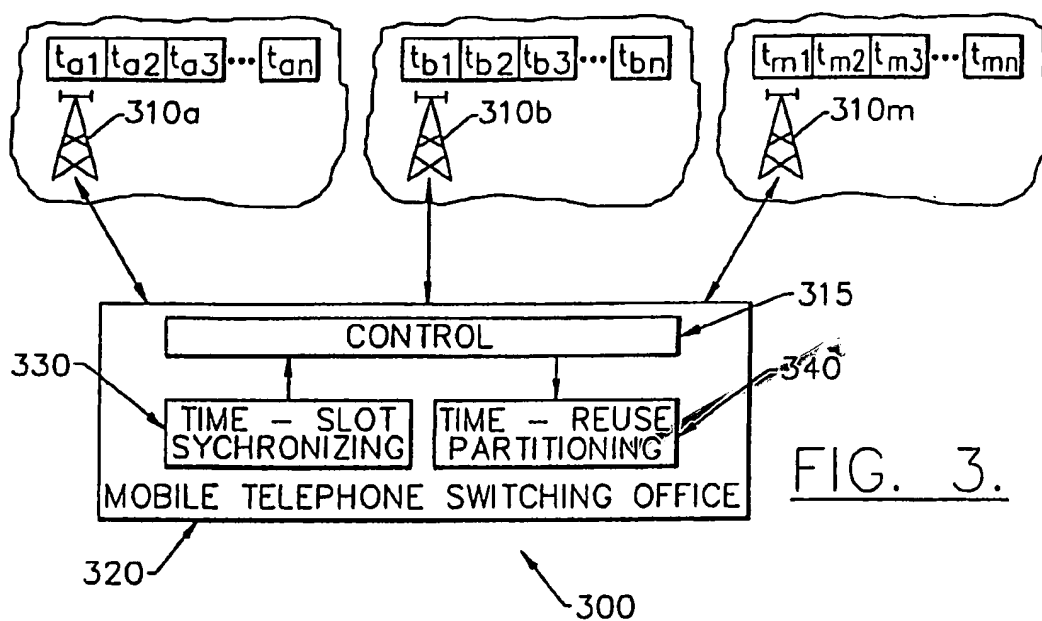 ta1 ta2 ta3 ••• tan
tb1 tb2 tb3 ••• tbn
tm1 tm2 tm3 ••• tmn
310a
310b
310m
315
CONTROL
330
340
TIME – SLOT
SYCHRONIZING
TIME – REUSE
PARTITIONING
MOBILE TELEPHONE SWITCHING OFFICE
FIG. 3.
320
300